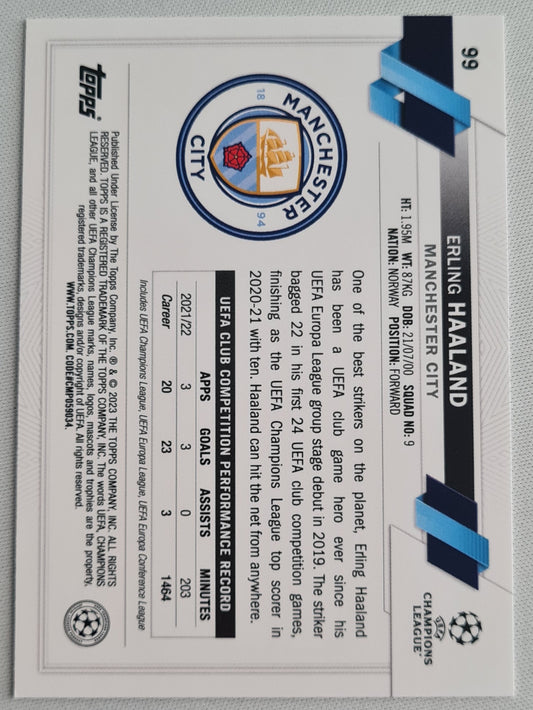 99
ERLING HAALAND
MANCHESTER CITY
HT: 1.95M WT: 87KG DOB: 21/07/00 SQUAD NO: 9
NATION: NORWAY POSITION: FORWARD
UEFA
CHAMPIONS
LEAGUE
MANCHESTER
18 94
CITY
One of the best strikers on the planet, Erling Haaland
has been a UEFA club game hero ever since his
UEFA Europa League group stage debut in 2019. The striker
bagged 22 in his first 24 UEFA club competition games,
finishing as the UEFA Champions League top scorer in
2020-21 with ten. Haaland can hit the net from anywhere.
UEFA CLUB COMPETITION PERFORMANCE RECORD
APPS GOALS ASSISTS MINUTES
2021/22 3 3 0 203
Career 20 23 3 1464
Includes UEFA Champions League, UEFA Europa League, UEFA Europa Conference League
topps®
Published Under License by The Topps Company, Inc. ® & © 2023 THE TOPPS COMPANY, INC. ALL RIGHTS
RESERVED. TOPPS IS A REGISTERED TRADEMARK OF THE TOPPS COMPANY, INC. The words UEFA, CHAMPIONS
LEAGUE, and all other UEFA Champions League marks, names, logos, mascots and trophies are the property,
registered trademarks, designs and/or copyright of UEFA. All rights reserved.
WWW.TOPPS.COM. CODE#CMP059034.